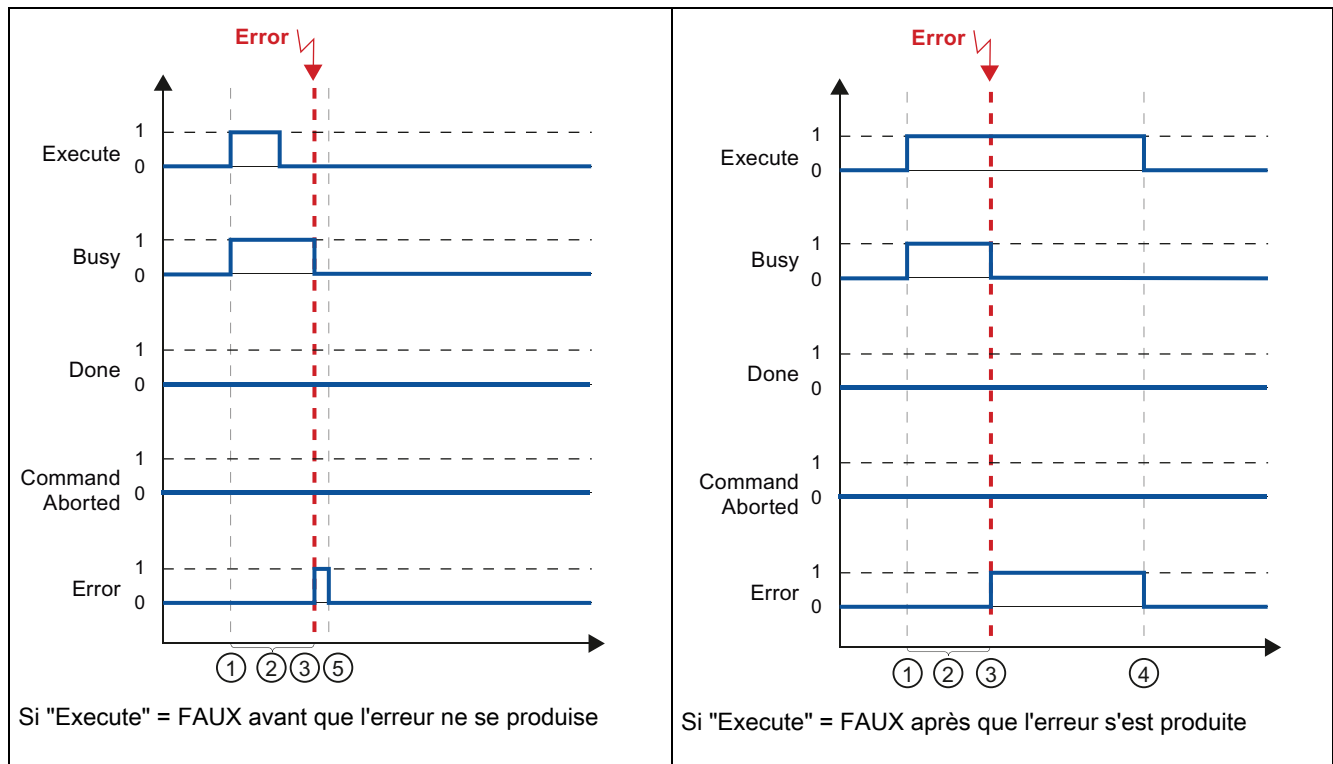 Error
1
Execute
0
1
Busy
0
1
Done
0
1
Command
Aborted
0
1
Error
0
1 2 3 5
Si "Execute" = FAUX avant que l'erreur ne se produise
Error
1
Execute
0
1
Busy
0
1
Done
0
1
Command
Aborted
0
1
Error
0
1 2 3 4
Si "Execute" = FAUX après que l'erreur s'est produite